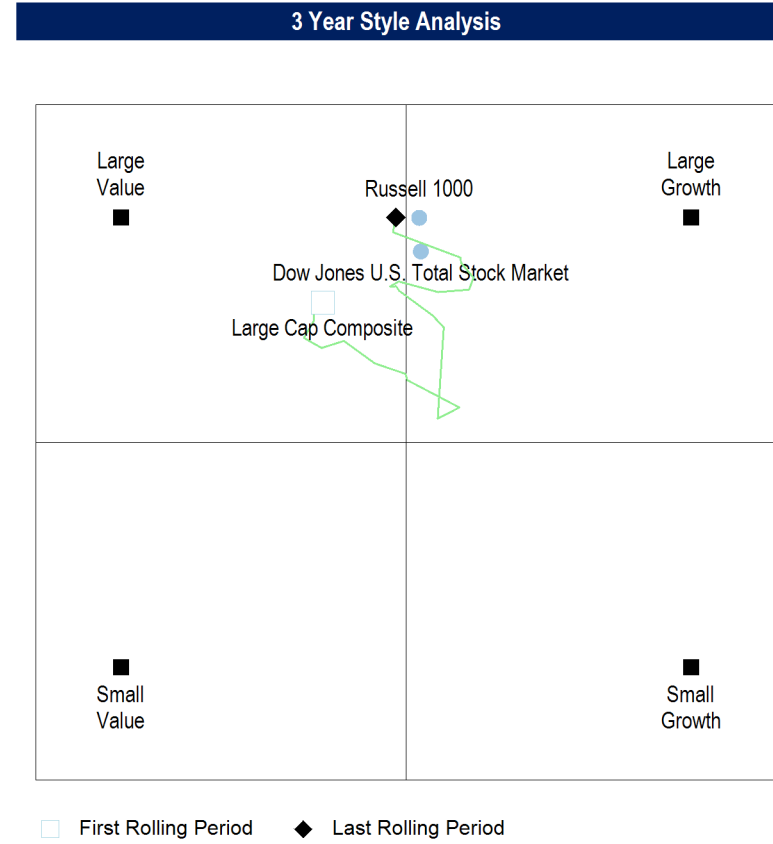 3 Year Style Analysis
Large
Value
Large
Growth
Russell 1000
Dow Jones U.S. Total Stock Market
Large Cap Composite
Small
Value
Small
Growth
First Rolling Period
Last Rolling Period